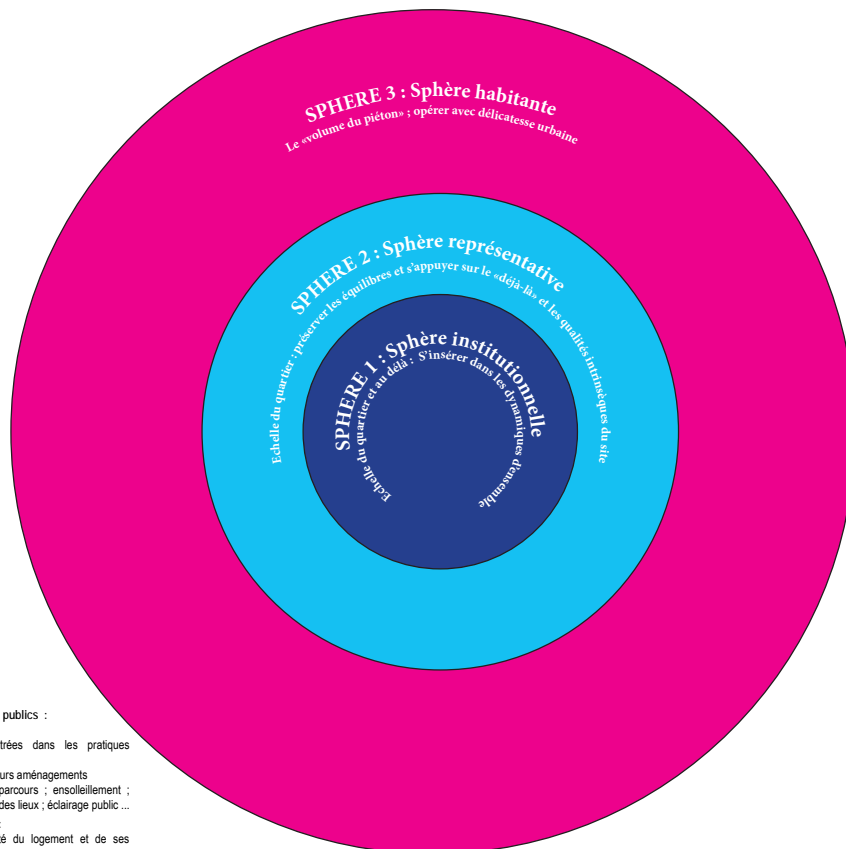 SPHERE 3 : Sphère habitante
Le «volume du piéton» ; opérer avec délicatesse urbaine
SPHERE 2 : Sphère représentative
Echelle du quartier : préserver les équilibres et s'appuyer sur le «déjà-là» et les qualités intrinsèques du site
SPHERE 1 : Sphère institutionnelle
Echelle du quartier et au délà : S'insérer dans les dynamiques d'ensemble
publics :
trées dans les pratiques
urs aménagements
parcours ; ensolleillement ;
des lieux ; éclairage public ...
:
té du logement et de ses